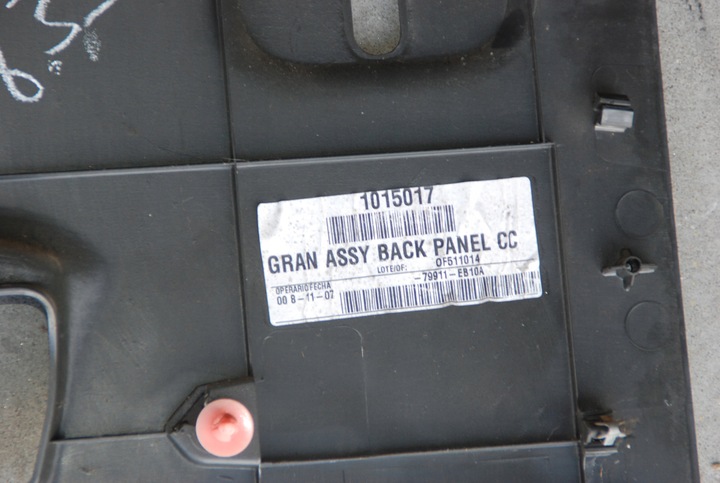 1015017
GRAN ASSY BACK PANEL CC
LOTE/OF: OF511014
OPERARIO FECHA -79911-EB10A
00 8-11-07